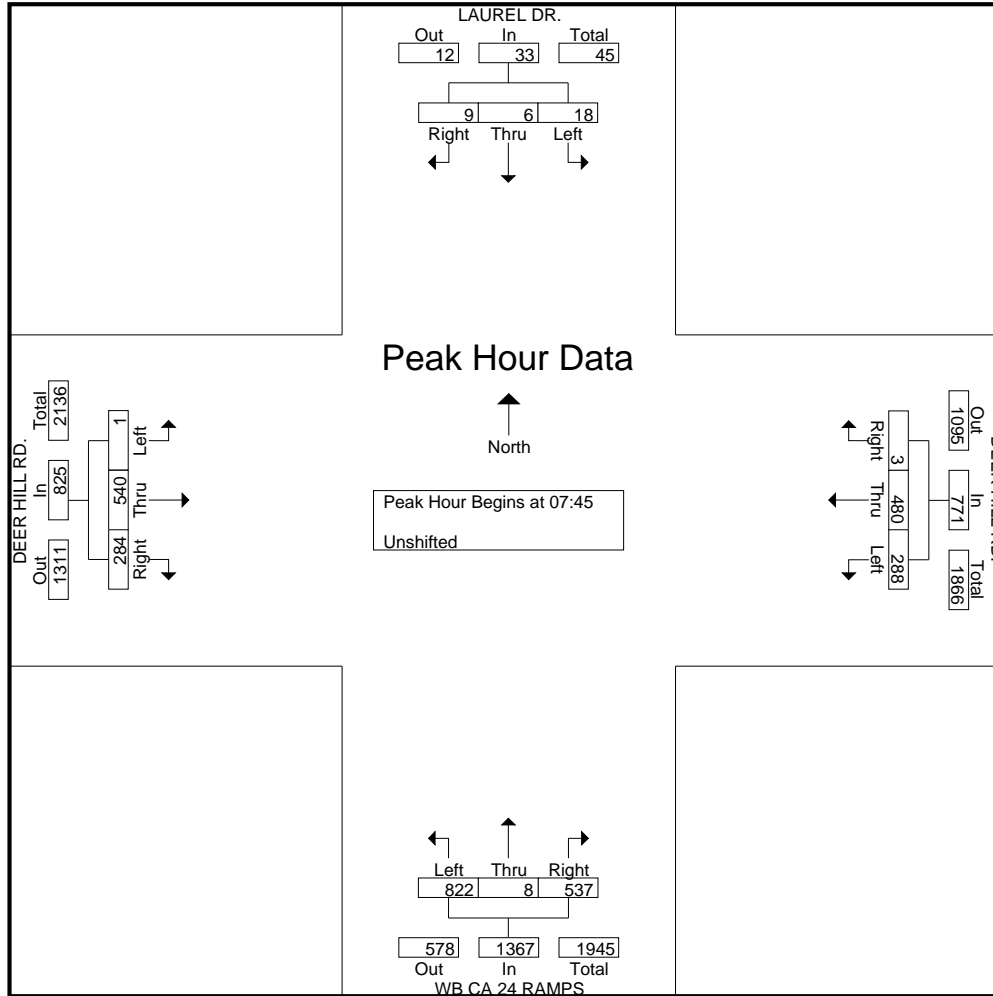 LAUREL DR.
Out In Total
12 33 45
9 6 18
Right Thru Left
Peak Hour Data
North
Peak Hour Begins at 07:45
Unshifted
DEER HILL RD.
Out In Total
1311 825 2136
Right Thru Left
284 540 1
Out In Total
1095 771 1866
Right Thru Left
3 480 288
Left Thru Right
822 8 537
578 1367 1945
Out In Total
WB CA 24 RAMPS